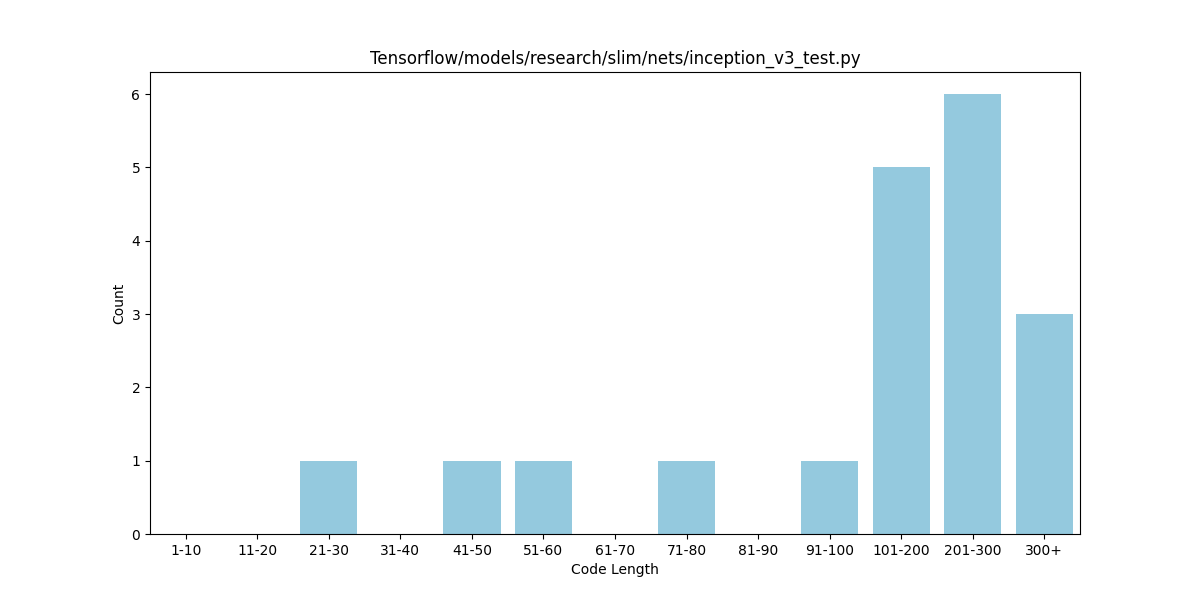 Tensorflow/models/research/slim/nets/inception_v3_test.py
6
5
4
3
2
1
0
Count
1-10 11-20 21-30 31-40 41-50 51-60 61-70 71-80 81-90 91-100 101-200 201-300 300+
Code Length